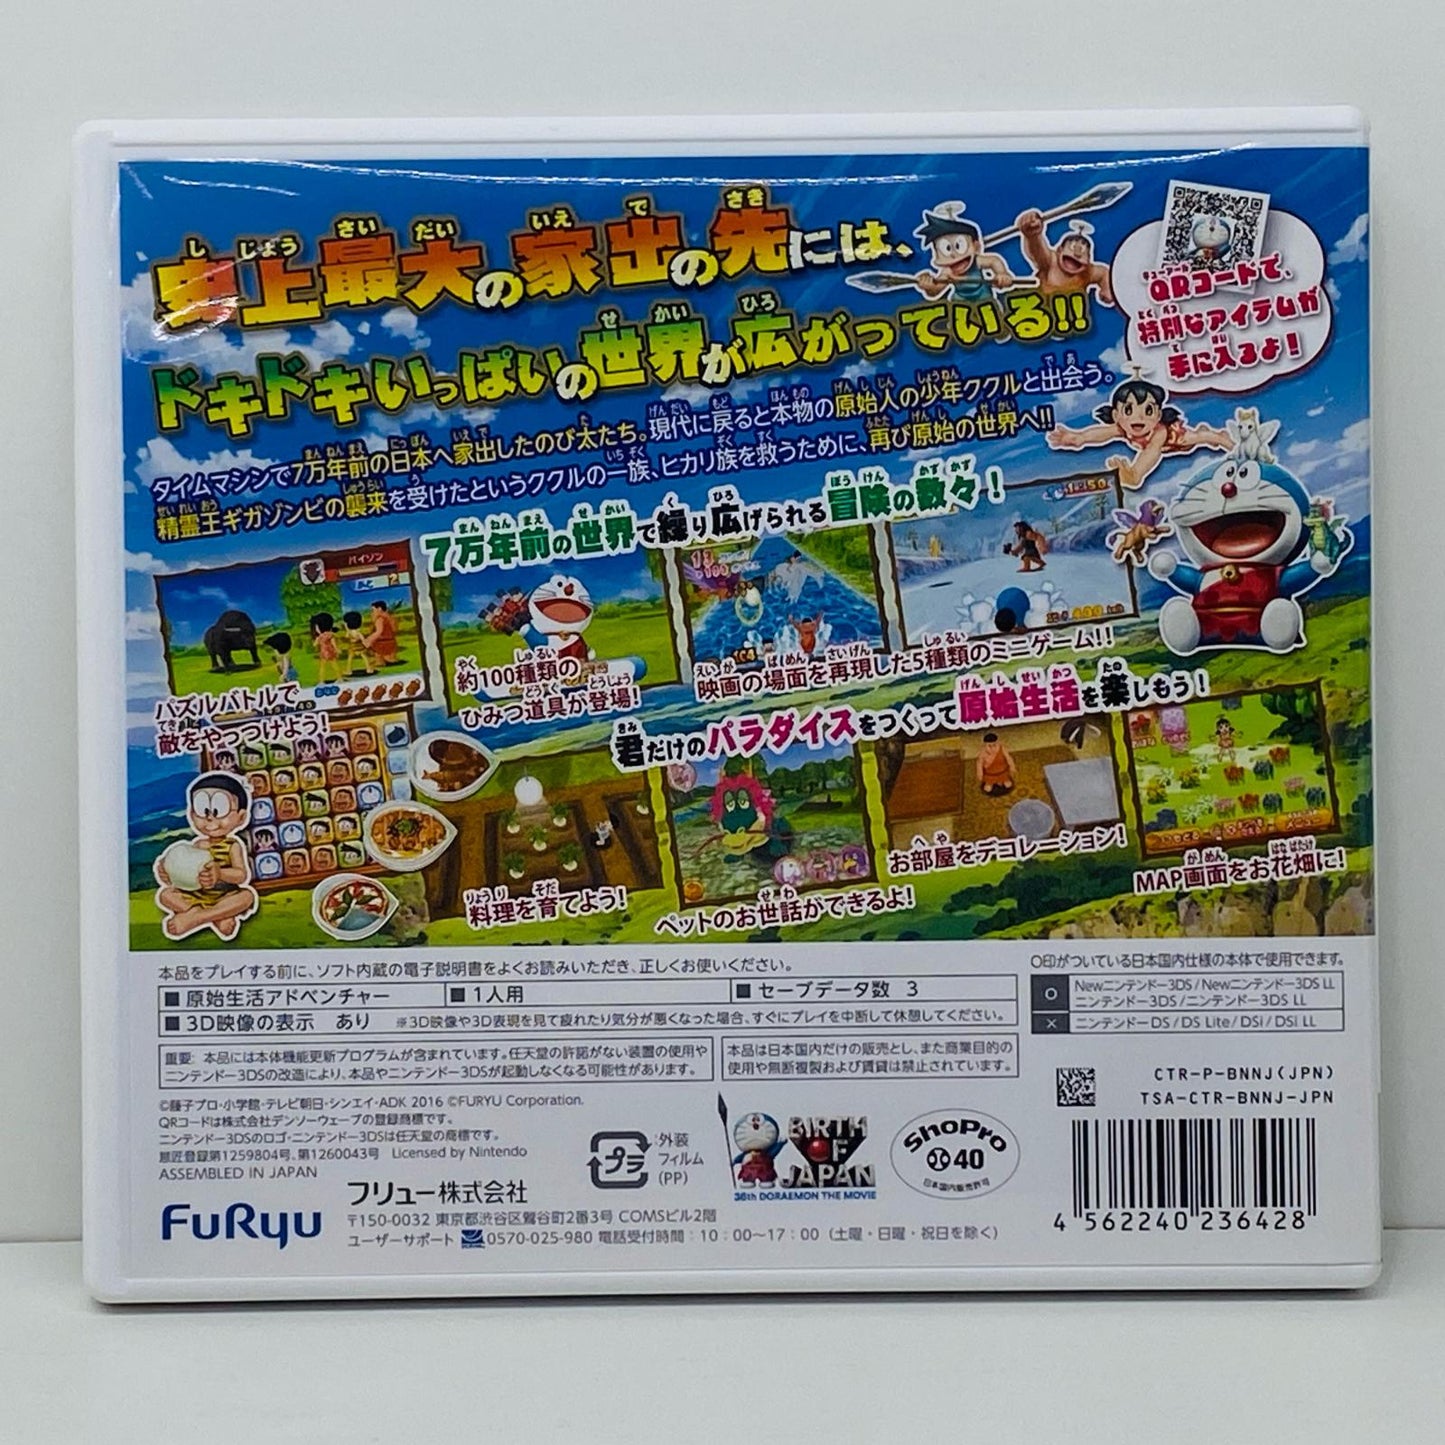 史上最大の家出の先には、
ドキドキいっぱいの世界が広がっている!!
タイムマシンで7万年前の日本へ家出したのび太たち。現代に戻ると本物の原始人の少年ククルと出会う。
精霊王ギガゾンビの襲来を受けたというククルの一族、ヒカリ族を救うために、再び原始の世界へ!!
QRコードで、
特別なアイテムが
手に入るよ!
7万年前の世界で繰り広げられる冒険の数々!
バイソン
パズルバトルで
敵をやっつけよう!
約100種類の
ひみつ道具が登場!
映画の場面を再現した5種類のミニゲーム!!
君だけのパラダイスをつくって原始生活を楽しもう!
料理を育てよう!
ペットのお世話ができるよ!
お部屋をデコレーション!
MAP画面をお花畑に!
本品をプレイする前に、ソフト内蔵の電子説明書をよくお読みいただき、正しくお使いください。
■ 原始生活アドベンチャー ■ 1人用 ■ セーブデータ数 3
■ 3D映像の表示 あり ※3D映像や3D表現を見て疲れたり気分が悪くなった場合、すぐにプレイを中断して休憩してください。
○印がついている日本国内仕様の本体で使用できます。
○ Newニンテンドー3DS / Newニンテンドー3DS LL
ニンテンドー3DS / ニンテンドー3DS LL
× ニンテンドーDS / DS Lite / DSi / DSi LL
重要: 本品には本体機能更新プログラムが含まれています。任天堂の許諾がない装置の使用や
ニンテンドー3DSの改造により、本品やニンテンドー3DSが起動しなくなる可能性があります。
本品は日本国内だけの販売とし、また商業目的の
使用や無断複製および賃貸は禁止されています。
CTR-P-BNNJ(JPN)
TSA-CTR-BNNJ-JPN
©藤子プロ・小学館・テレビ朝日・シンエイ・ADK 2016 ©FURYU Corporation.
QRコードは株式会社デンソーウェーブの登録商標です。
ニンテンドー3DSのロゴ・ニンテンドー3DSは任天堂の商標です。
意匠登録第1259804号、第1260043号 Licensed by Nintendo
ASSEMBLED IN JAPAN
プラ
外装
フィルム
(PP)
BIRTH
OF
JAPAN
36th DORAEMON THE MOVIE
ShoPro
40
日本国内販売許可
FuRyu
フリュー株式会社
〒150-0032 東京都渋谷区鶯谷町2番3号 COMSビル2階
ユーザーサポート 0570-025-980 電話受付時間:10:00〜17:00 (土曜・日曜・祝日を除く)
4 562240 236428